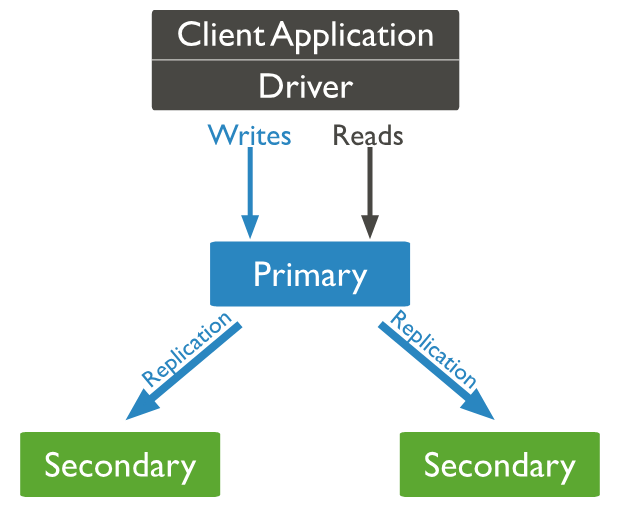 Client Application
Driver
Writes
Reads
Primary
Replication
Replication
Secondary
Secondary